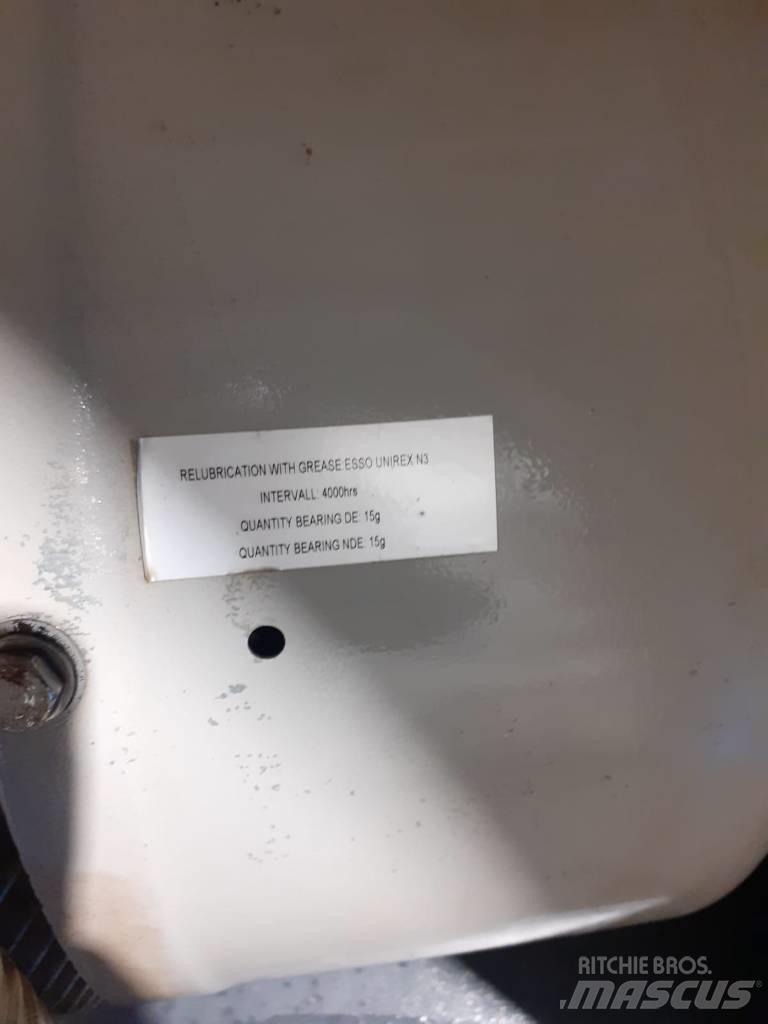 RELUBRICATION WITH GREASE ESSO UNIREX N3
INTERVALL: 4000hrs
QUANTITY BEARING DE: 15g
QUANTITY BEARING NDE: 15g
RITCHIE BROS.
MASCUS